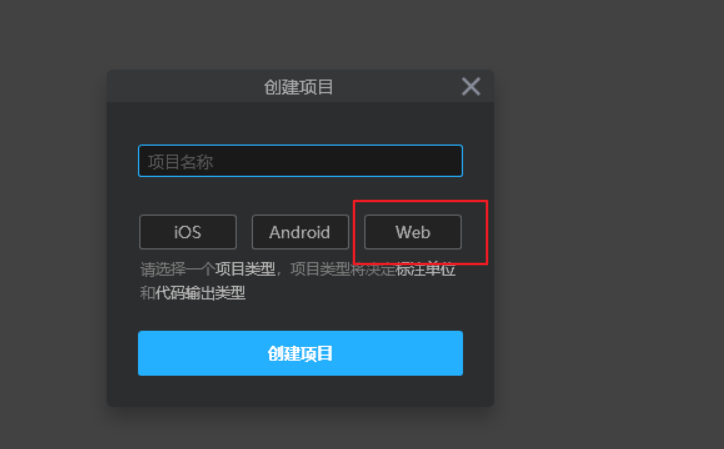 创建项目
项目名称
iOS Android Web
请选择一个项目类型，项目类型将决定标注单位
和代码输出类型
创建项目